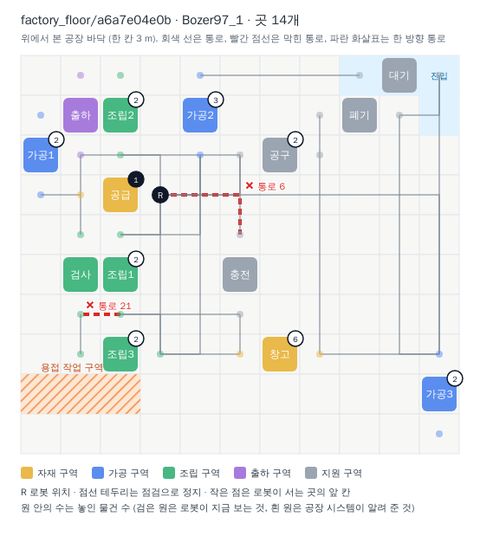 factory_floor/a6a7e04e0b · Bozer97_1 · 곳 14개
위에서 본 공장 바닥 (한 칸 3 m). 회색 선은 통로, 빨간 점선은 막힌 통로, 파란 화살표는 한 방향 통로
대기
출하 조립2 2 가공2 3 폐기
가공1 2 공구 2
공급 1 R × 통로 6
검사 조립1 2 충전
× 통로 21
조립3 2 창고 6
용접 작업 구역
가공3 2
자재 구역 가공 구역 조립 구역 출하 구역 지원 구역
R 로봇 위치 · 점선 테두리는 점검으로 정지 · 작은 점은 로봇이 서는 곳의 앞 칸
원 안의 수는 놓인 물건 수 (검은 원은 로봇이 지금 보는 것, 흰 원은 공장 시스템이 알려 준 것)